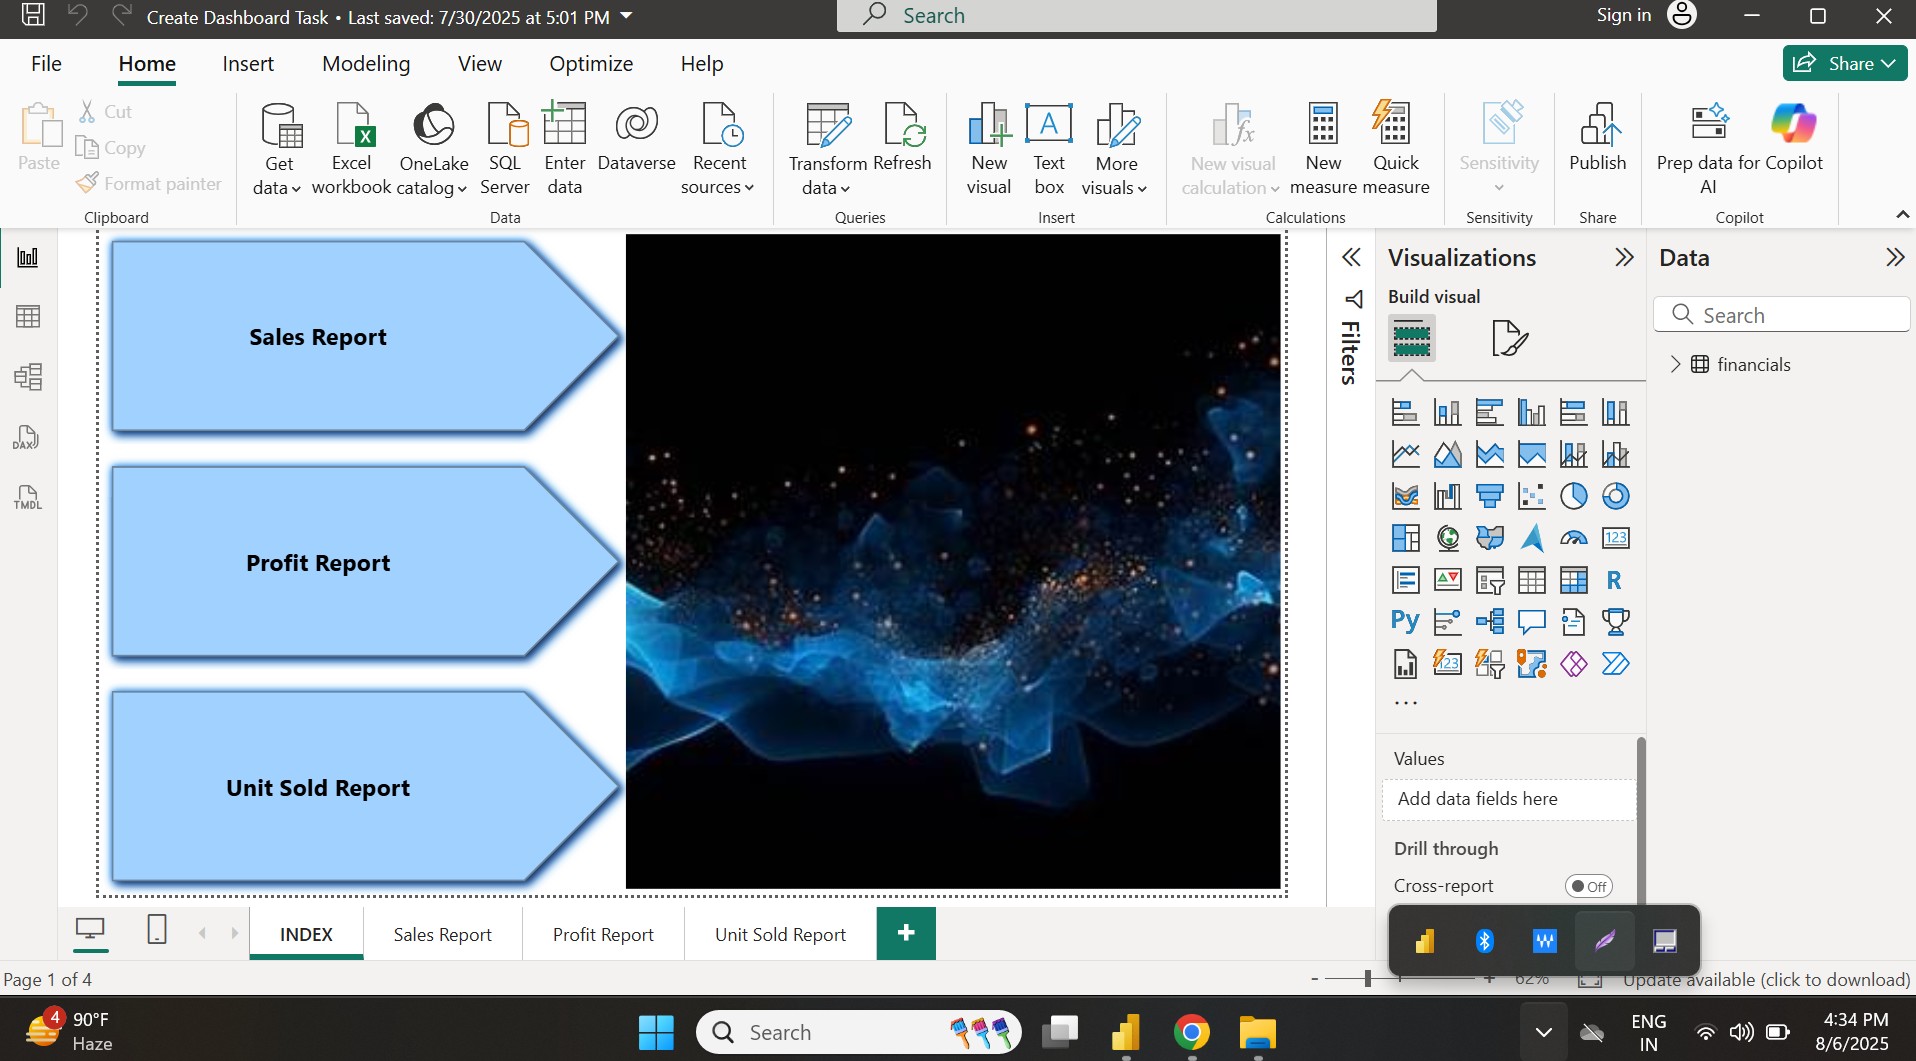 Create Dashboard Task • Last saved: 7/30/2025 at 5:01 PM
Search
Sign in
File
Home
Insert
Modeling
View
Optimize
Help
Share
Paste
Cut
Copy
Format painter
Clipboard
Get
data
Excel
workbook
OneLake
catalog
SQL
Server
Enter
data
Dataverse
Recent
sources
Data
Transform
data
Refresh
Queries
New
visual
A
Text
box
More
visuals
Insert
fx
New visual
calculation
New
measure
Quick
measure
Calculations
Sensitivity
Sensitivity
Publish
Share
Prep data for
AI
Copilot
Copilot
DAX
TMDL
Sales Report
Profit Report
Unit Sold Report
Filters
Visualizations
Build visual
123
R
Py
123
...
Values
Add data fields here
Drill through
Cross-report
Off
Data
Search
financials
INDEX
Sales Report
Profit Report
Unit Sold Report
+
Page 1 of 4
-
+
62%
Update available (click to download)
4
90°F
Haze
Search
ENG
IN
4:34 PM
8/6/2025